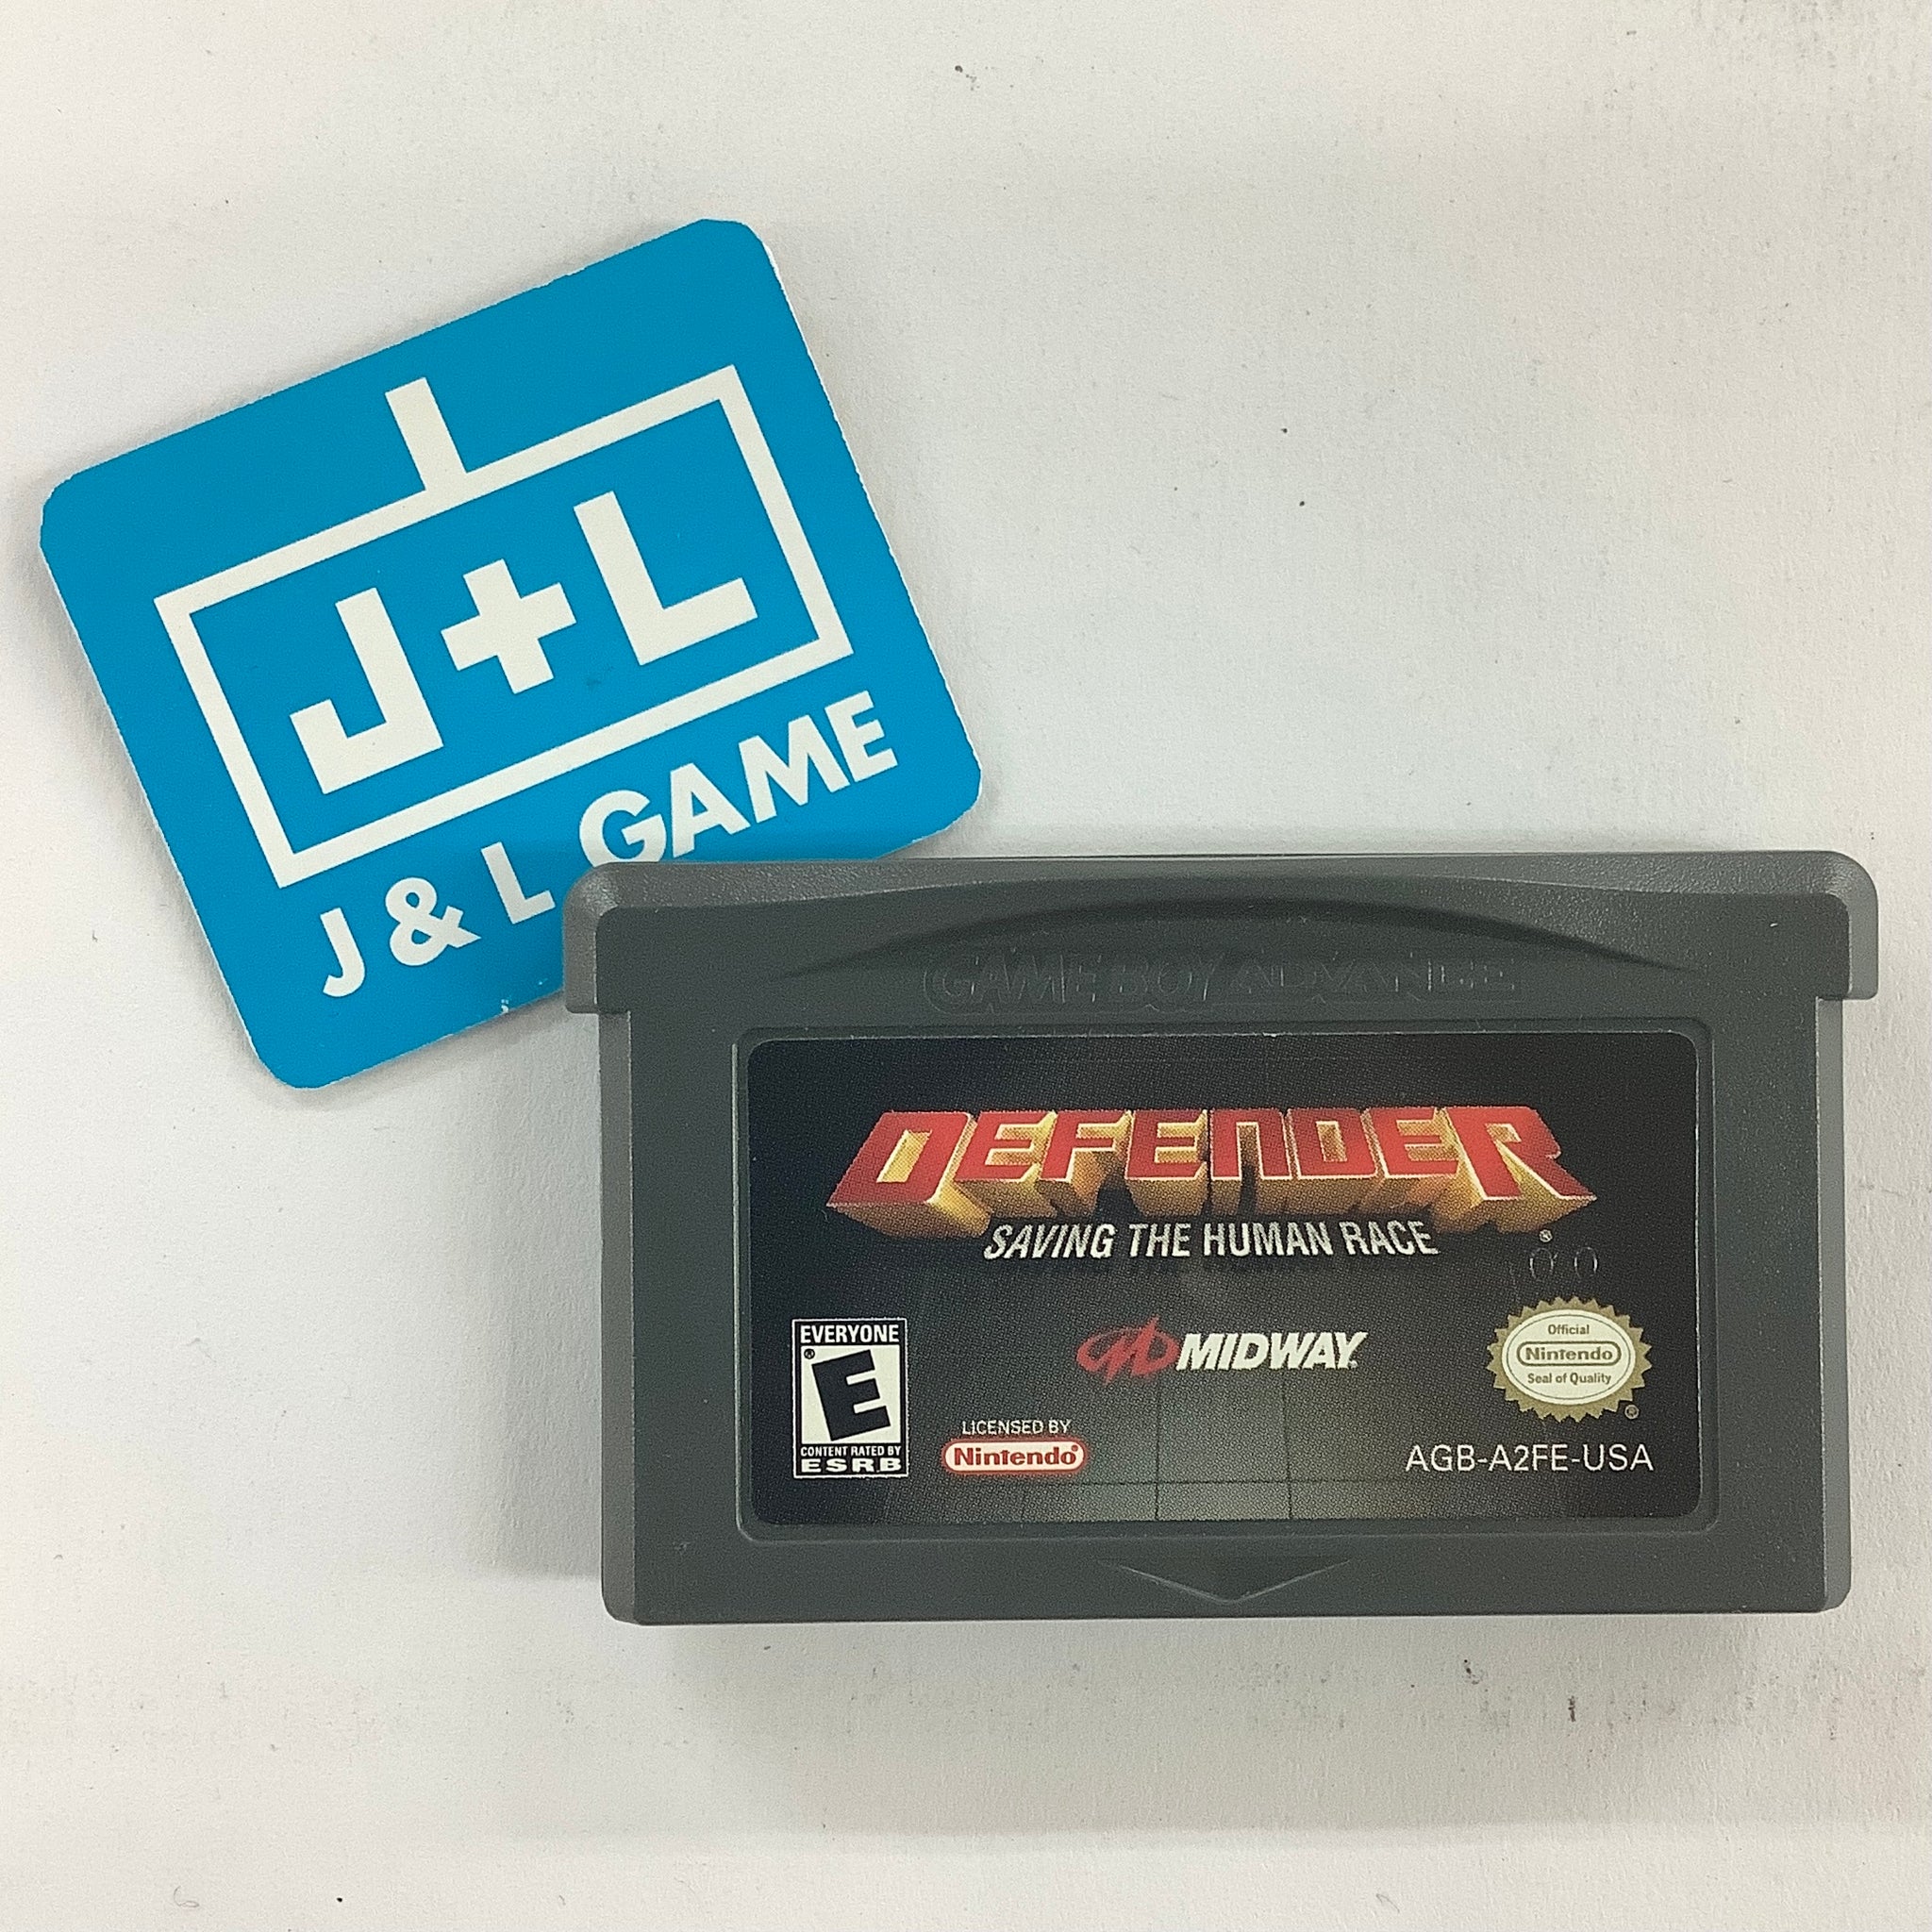 J+L
J & L GAME
GAME BOY ADVANCE
DEFENDER
SAVING THE HUMAN RACE
®
00
EVERYONE
®
E
CONTENT RATED BY
ESRB
MIDWAY
LICENSED BY
Nintendo®
Official
Nintendo
Seal of Quality
®
AGB-A2FE-USA